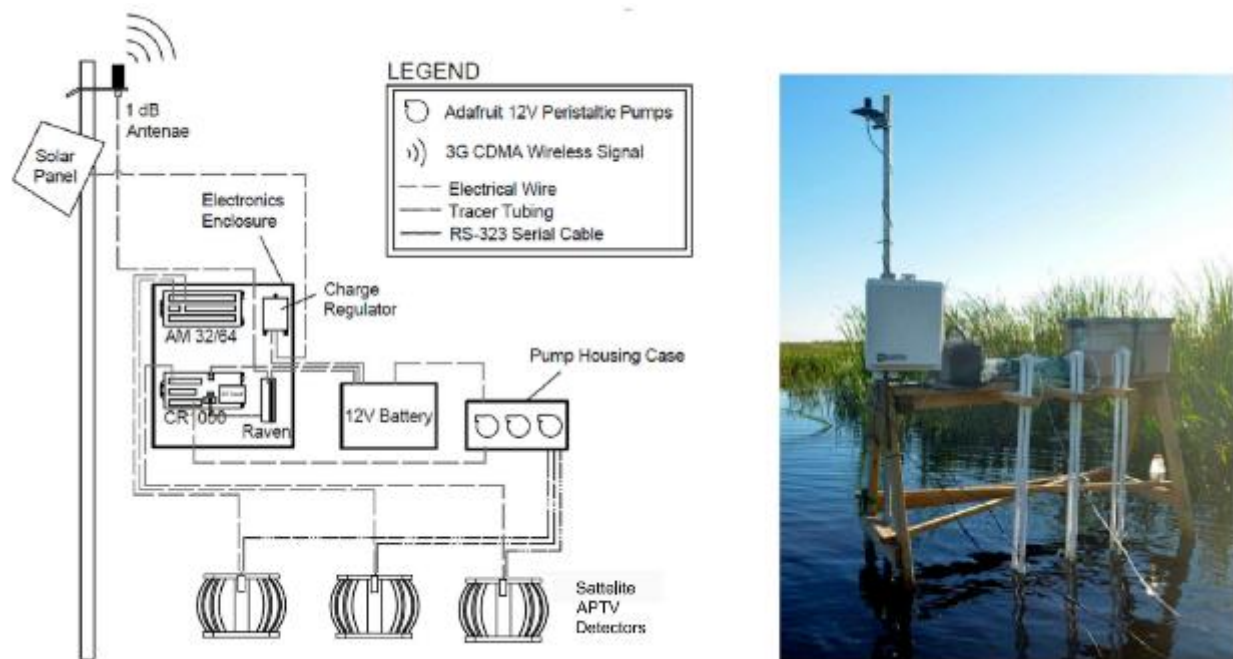 LEGEND
Adafruit 12V Peristaltic Pumps
3G CDMA Wireless Signal
Electrical Wire
Tracer Tubing
RS-323 Serial Cable
1 dB
Antenae
Solar
Panel
Electronics
Enclosure
Charge
Regulator
AM 32/64
CR1000
Raven
12V Battery
Pump Housing Case
Sattelite
APTV
Detectors